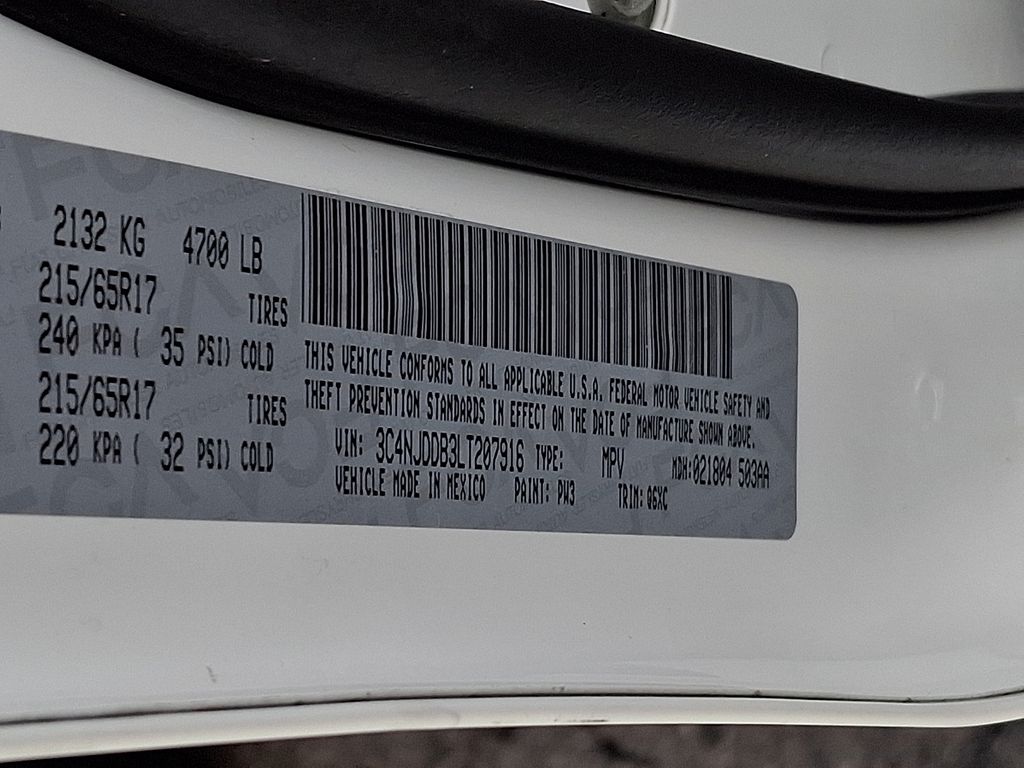 2132 KG 4700 LB
215/65R17 TIRES
240 KPA ( 35 PSI) COLD
215/65R17 TIRES
220 KPA ( 32 PSI) COLD
THIS VEHICLE CONFORMS TO ALL APPLICABLE U.S.A. FEDERAL MOTOR VEHICLE SAFETY AND
THEFT PREVENTION STANDARDS IN EFFECT ON THE DATE OF MANUFACTURE SHOWN ABOVE.
VIN: 3C4NJDDB3LT207916 TYPE: MPV MDH:021804 503AA
VEHICLE MADE IN MEXICO PAINT: PW3 TRIM: Q6XC